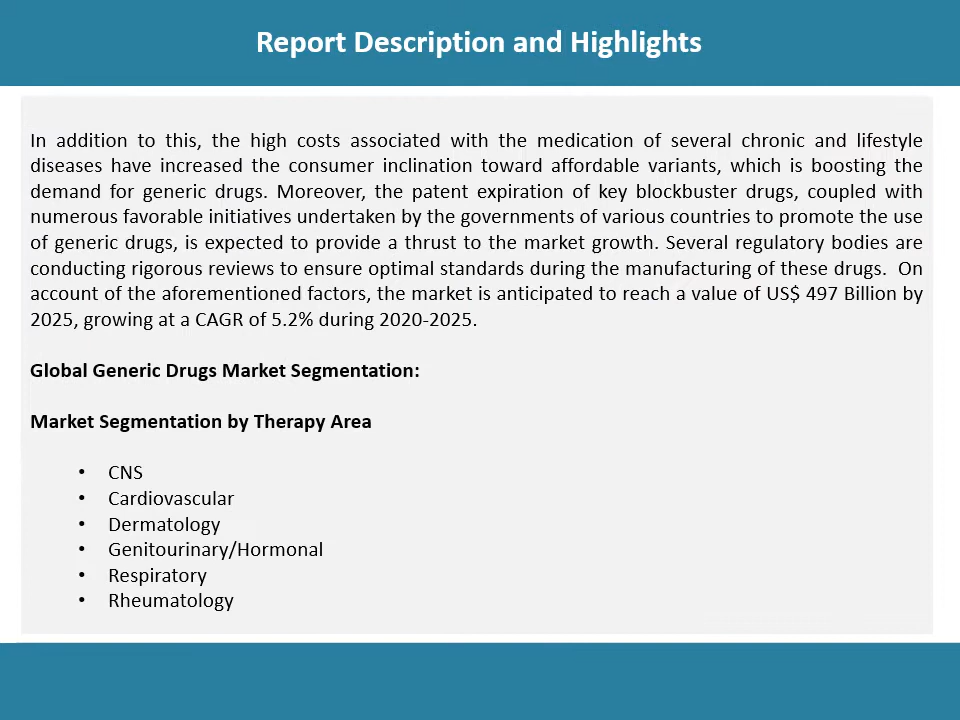 Report Description and Highlights
In addition to this, the high costs associated with the medication of several chronic and lifestyle
diseases have increased the consumer inclination toward affordable variants, which is boosting the
demand for generic drugs. Moreover, the patent expiration of key blockbuster drugs, coupled with
numerous favorable initiatives undertaken by the governments of various countries to promote the use
of generic drugs, is expected to provide a thrust to the market growth. Several regulatory bodies are
conducting rigorous reviews to ensure optimal standards during the manufacturing of these drugs.  On
account of the aforementioned factors, the market is anticipated to reach a value of US$ 497 Billion by
2025, growing at a CAGR of 5.2% during 2020-2025.
Global Generic Drugs Market Segmentation:
Market Segmentation by Therapy Area
• CNS
• Cardiovascular
• Dermatology
• Genitourinary/Hormonal
• Respiratory
• Rheumatology